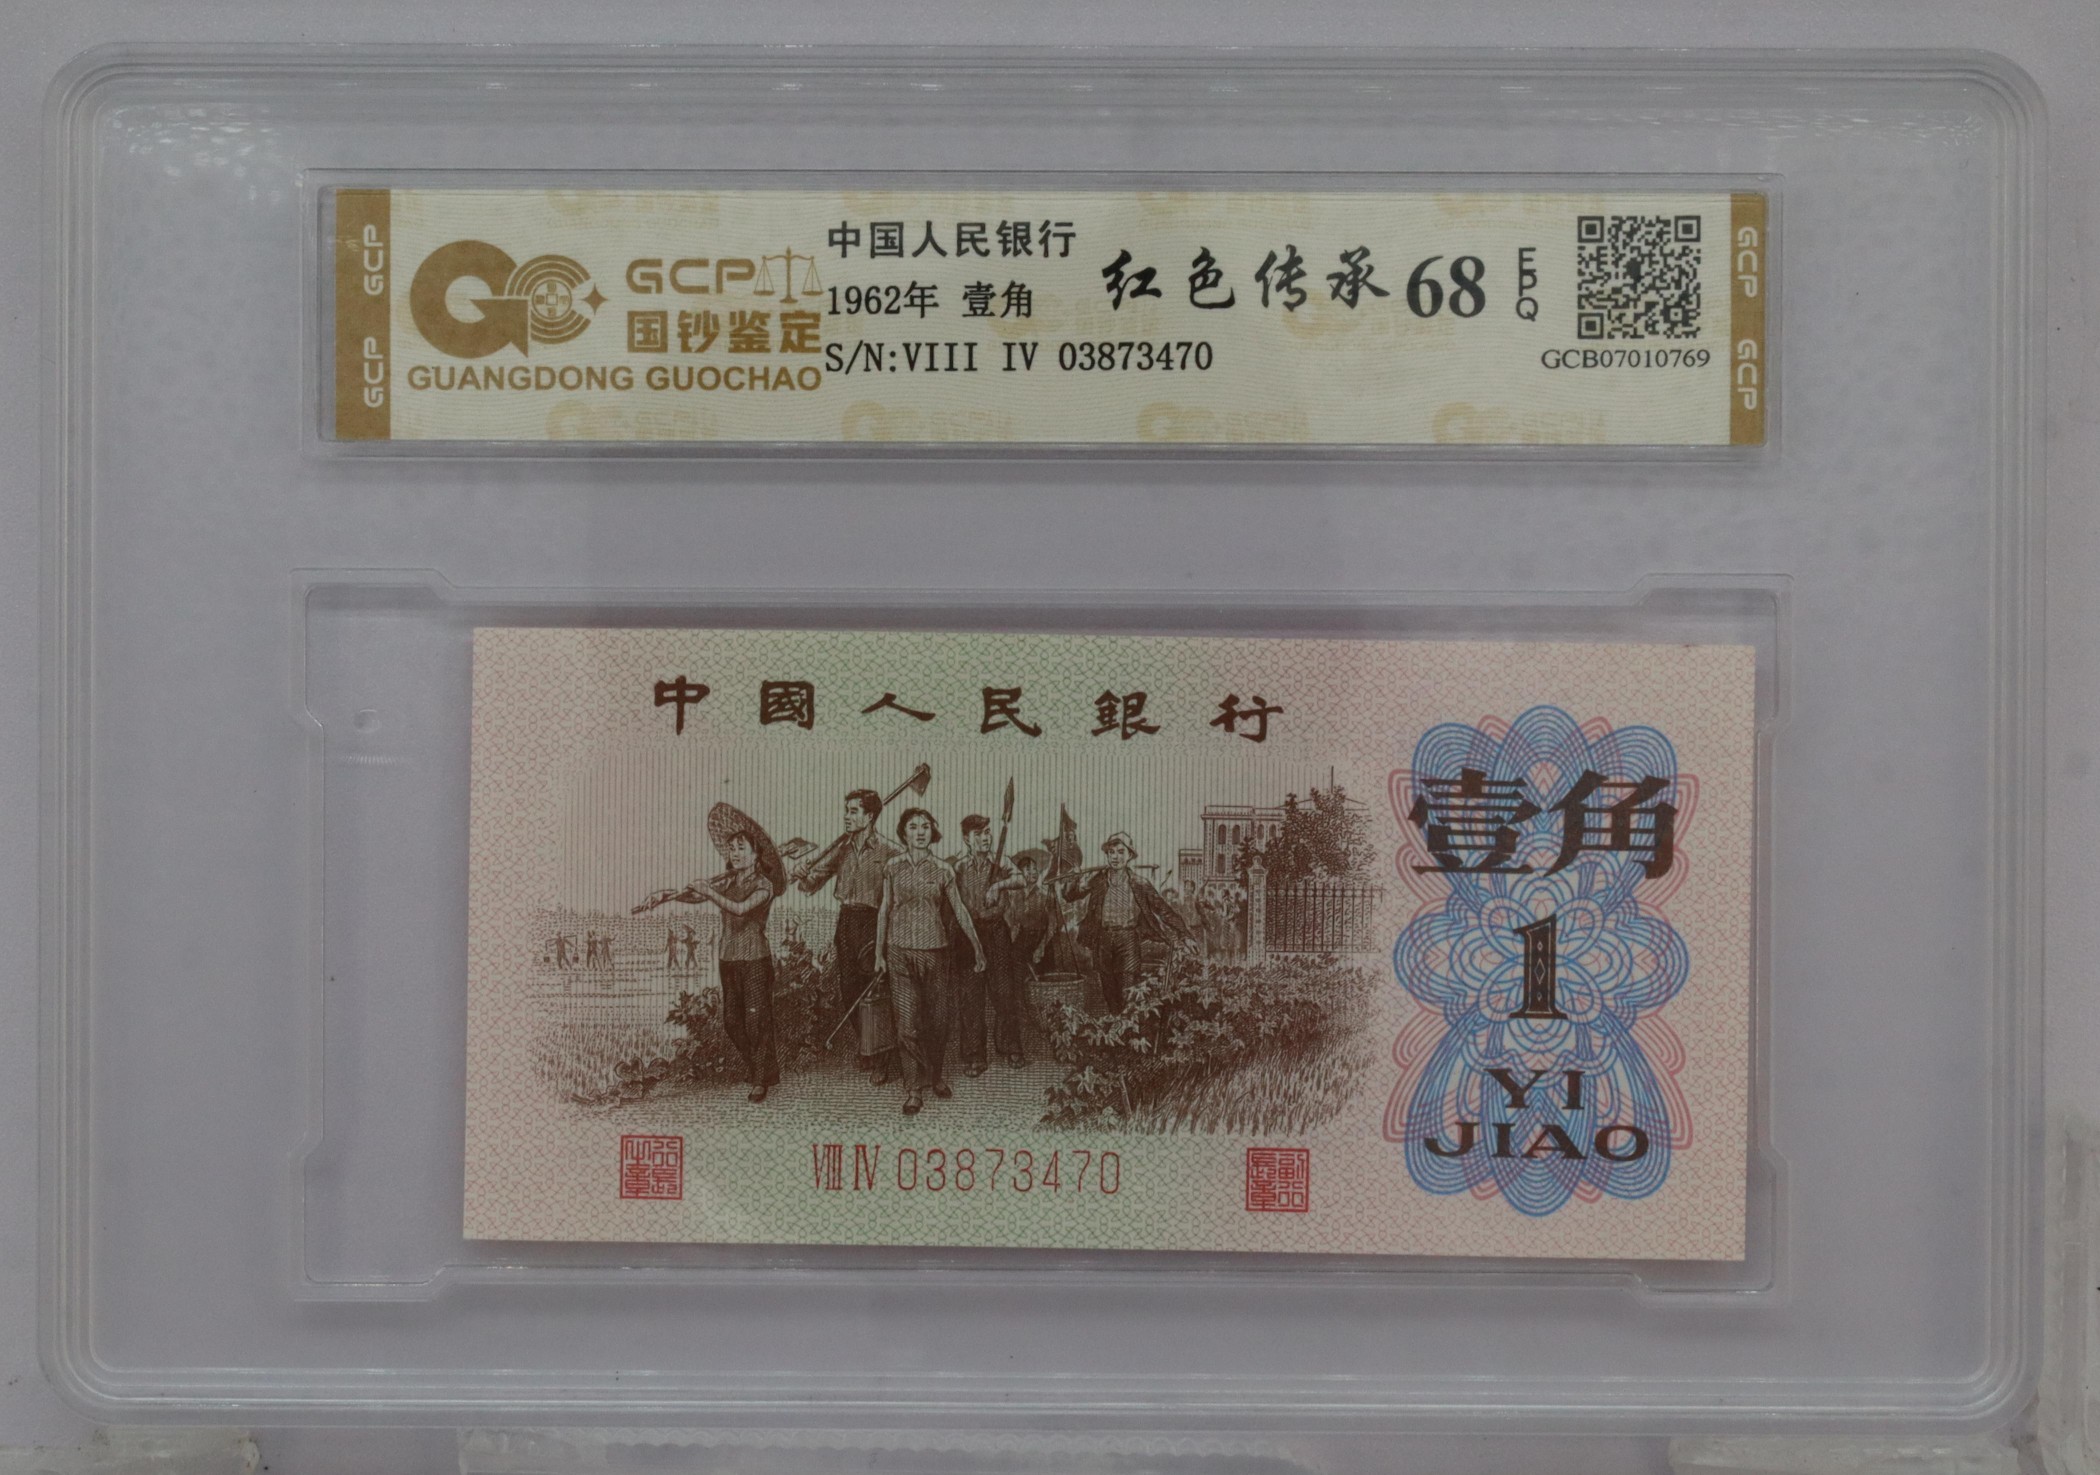 GCP
GCP
GCP
国钞鉴定
GUANGDONG GUOCHAO
中国人民银行
1962年 壹角
S/N:VIII IV 03873470
红色传承 68 EPQ
GCB07010769
GCP
GCP
中國人民銀行
壹角
1
YI
JIAO
VIII IV 03873470